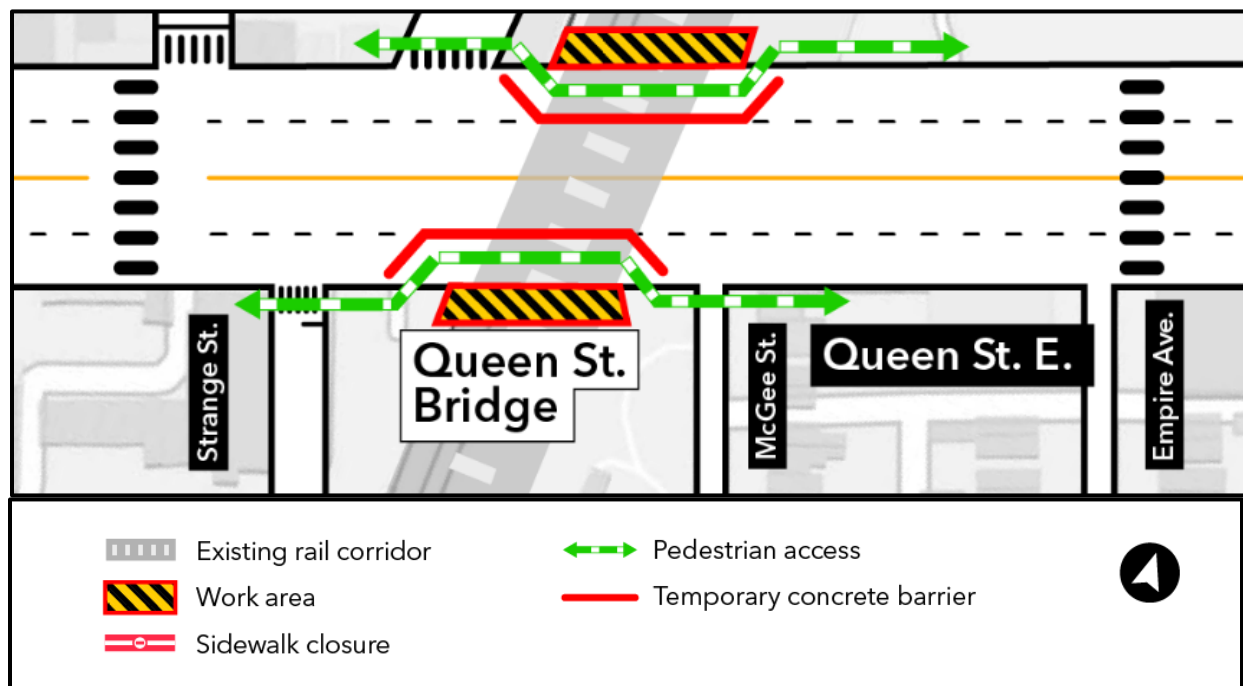 Strange St.
Queen St.
Bridge
McGee St.
Queen St. E.
Empire Ave.
Existing rail corridor
Work area
Sidewalk closure
Pedestrian access
Temporary concrete barrier